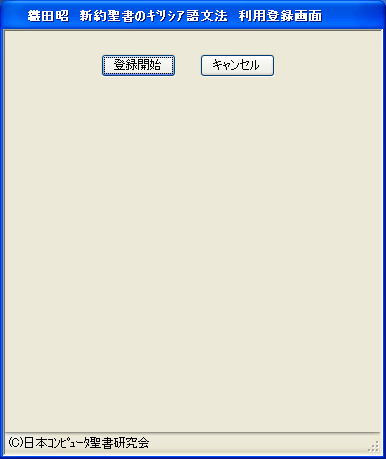 織田昭 新約聖書のｷﾞﾘｼｱ語文法 利用登録画面
登録開始 キャンセル
(C)日本ｺﾝﾋﾟｭｰﾀ聖書研究会